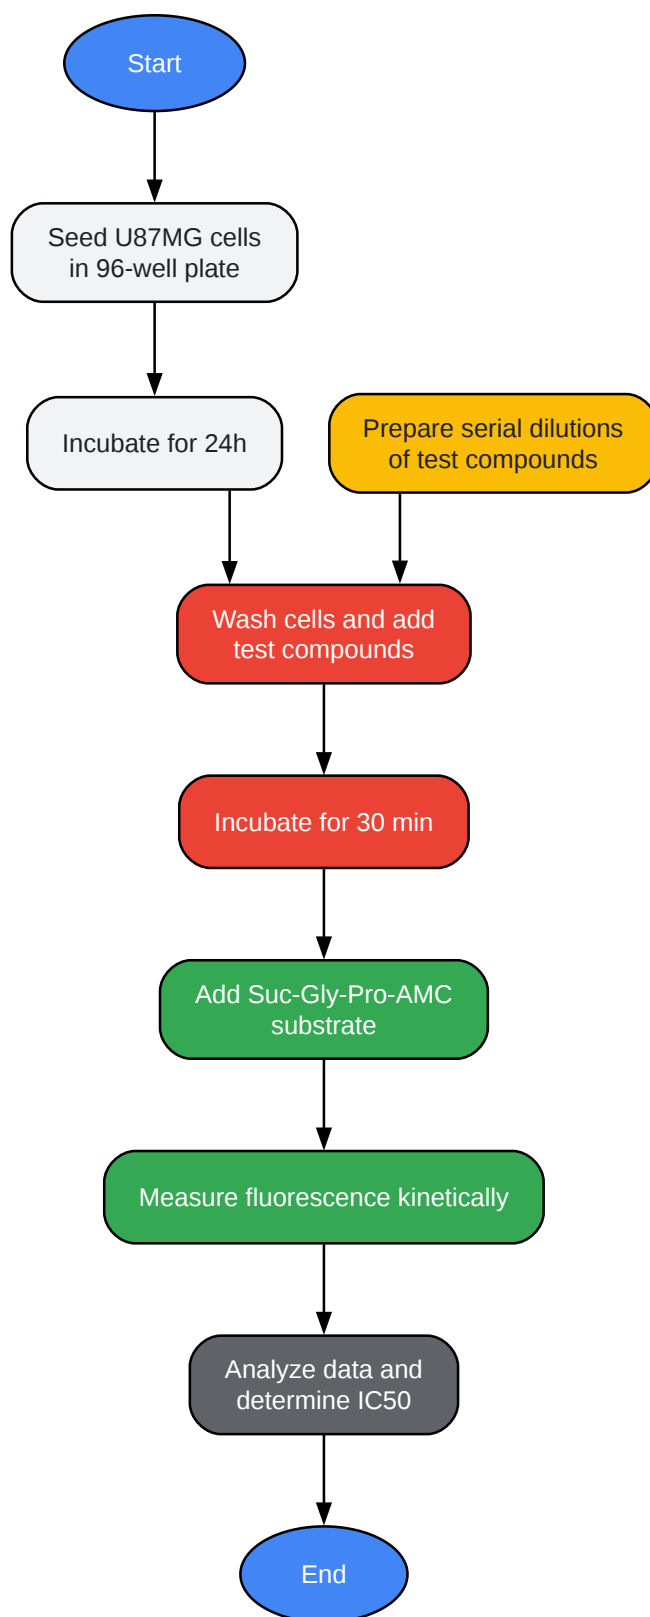 Start
Seed U87MG cells
in 96-well plate
Incubate for 24h
Prepare serial dilutions
of test compounds
Wash cells and add
test compounds
Incubate for 30 min
Add Suc-Gly-Pro-AMC
substrate
Measure fluorescence kinetically
Analyze data and
determine IC50
End